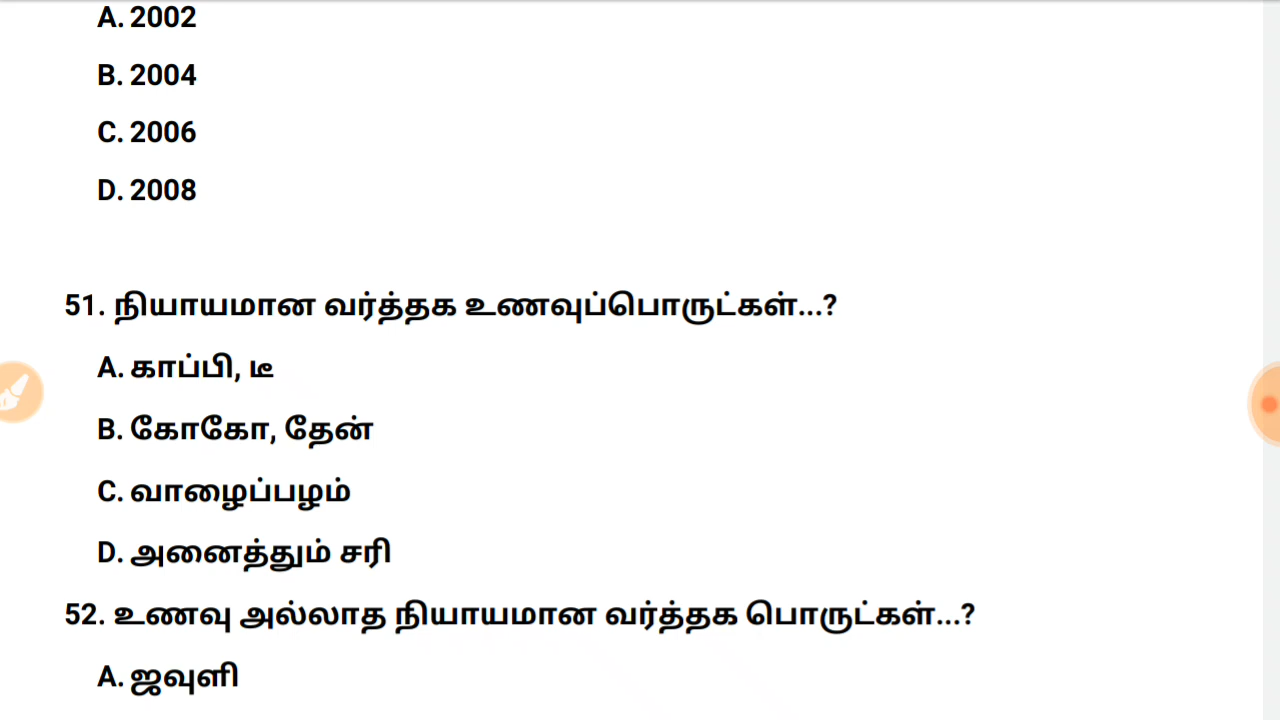 A. 2002
B. 2004
C. 2006
D. 2008
51. நியாயமான வர்த்தக உணவுப்பொருட்கள்...?
A. காப்பி, டீ
B. கோகோ, தேன்
C. வாழைப்பழம்
D. அனைத்தும் சரி
52. உணவு அல்லாத நியாயமான வர்த்தக பொருட்கள்...?
A. ஜவுளி